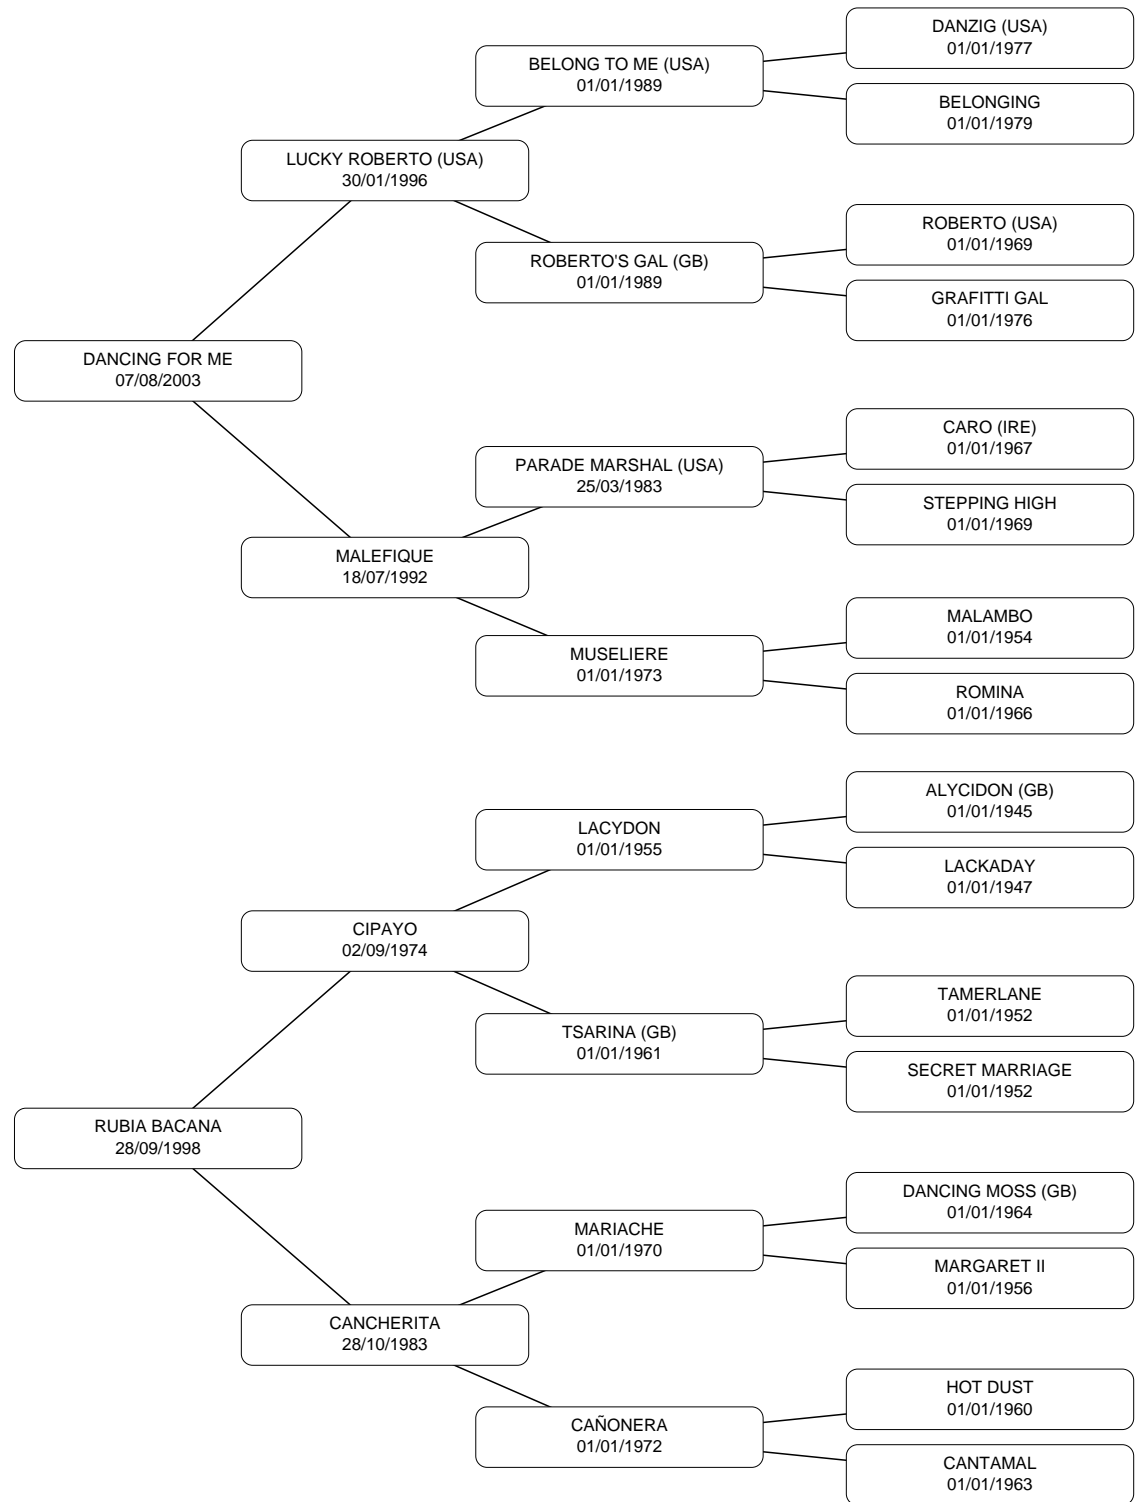 DANZIG (USA)
01/01/1977
BELONG TO ME (USA)
01/01/1989
BELONGING
01/01/1979
LUCKY ROBERTO (USA)
30/01/1996
ROBERTO (USA)
01/01/1969
ROBERTO'S GAL (GB)
01/01/1989
GRAFITTI GAL
01/01/1976
DANCING FOR ME
07/08/2003
CARO (IRE)
01/01/1967
PARADE MARSHAL (USA)
25/03/1983
STEPPING HIGH
01/01/1969
MALEFIQUE
18/07/1992
MALAMBO
01/01/1954
MUSELIERE
01/01/1973
ROMINA
01/01/1966
ALYCIDON (GB)
01/01/1945
LACYDON
01/01/1955
LACKADAY
01/01/1947
CIPAYO
02/09/1974
TAMERLANE
01/01/1952
TSARINA (GB)
01/01/1961
SECRET MARRIAGE
01/01/1952
RUBIA BACANA
28/09/1998
DANCING MOSS (GB)
01/01/1964
MARIACHE
01/01/1970
MARGARET II
01/01/1956
CANCHERITA
28/10/1983
HOT DUST
01/01/1960
CAÑONERA
01/01/1972
CANTAMAL
01/01/1963